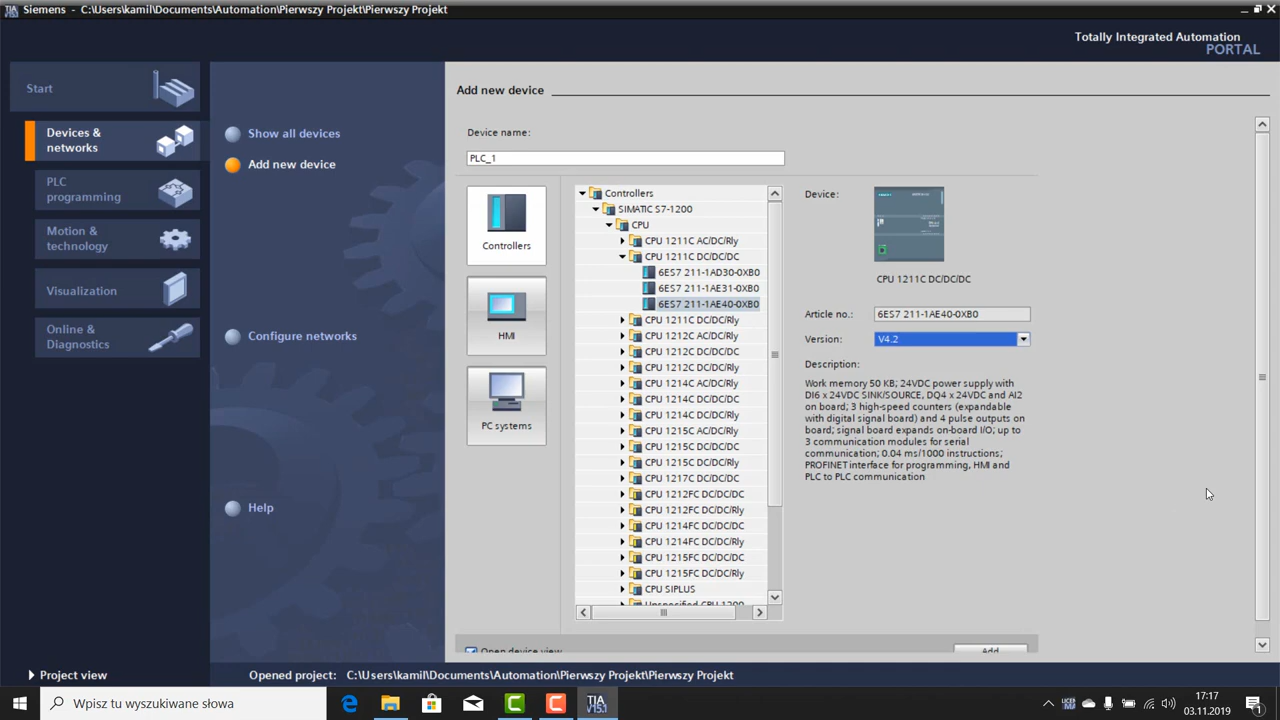 Siemens - C:\Users\kamil\Documents\Automation\Pierwszy Projekt\Pierwszy Projekt
Totally Integrated Automation
PORTAL
Start
Devices &
networks
PLC
programming
Motion &
technology
Visualization
Online &
Diagnostics
Show all devices
Add new device
Configure networks
Help
Add new device
Device name:
PLC_1
Controllers
HMI
PC systems
Controllers
SIMATIC S7-1200
CPU
CPU 1211C AC/DC/Rly
CPU 1211C DC/DC/DC
6ES7 211-1AD30-0XB0
6ES7 211-1AE31-0XB0
6ES7 211-1AE40-0XB0
CPU 1211C DC/DC/Rly
CPU 1212C AC/DC/Rly
CPU 1212C DC/DC/DC
CPU 1212C DC/DC/Rly
CPU 1214C AC/DC/Rly
CPU 1214C DC/DC/DC
CPU 1214C DC/DC/Rly
CPU 1215C AC/DC/Rly
CPU 1215C DC/DC/DC
CPU 1215C DC/DC/Rly
CPU 1217C DC/DC/DC
CPU 1212FC DC/DC/DC
CPU 1212FC DC/DC/Rly
CPU 1214FC DC/DC/DC
CPU 1214FC DC/DC/Rly
CPU 1215FC DC/DC/DC
CPU 1215FC DC/DC/Rly
CPU SIPLUS
Unspecified CPU 1200
Device:
CPU 1211C DC/DC/DC
Article no.:
6ES7 211-1AE40-0XB0
Version:
V4.2
Description:
Work memory 50 KB; 24VDC power supply with
DI6 x 24VDC SINK/SOURCE, DQ4 x 24VDC and AI2
on board; 3 high-speed counters (expandable
with digital signal board) and 4 pulse outputs on
board; signal board expands on-board I/O; up to
3 communication modules for serial
communication; 0.04 ms/1000 instructions;
PROFINET interface for programming, HMI and
PLC to PLC communication
Open device view
Add
Project view
Opened project: C:\Users\kamil\Documents\Automation\Pierwszy Projekt\Pierwszy Projekt
Wpisz tu wyszukiwane słowa
17:17
03.11.2019